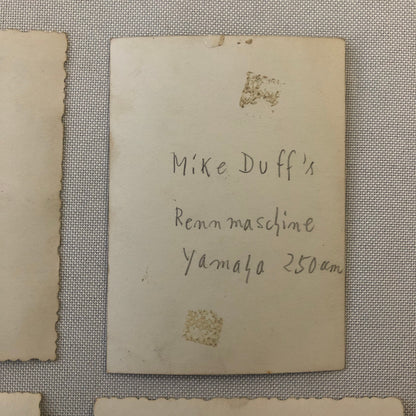 Mike Duff's
Rennmaschine
Yamaha 250ccm